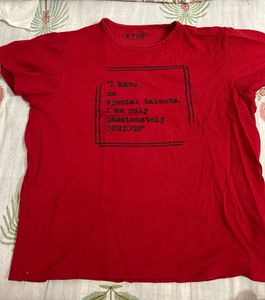 "I have
no
special talents.
I am only
passionately
CURIOUS"